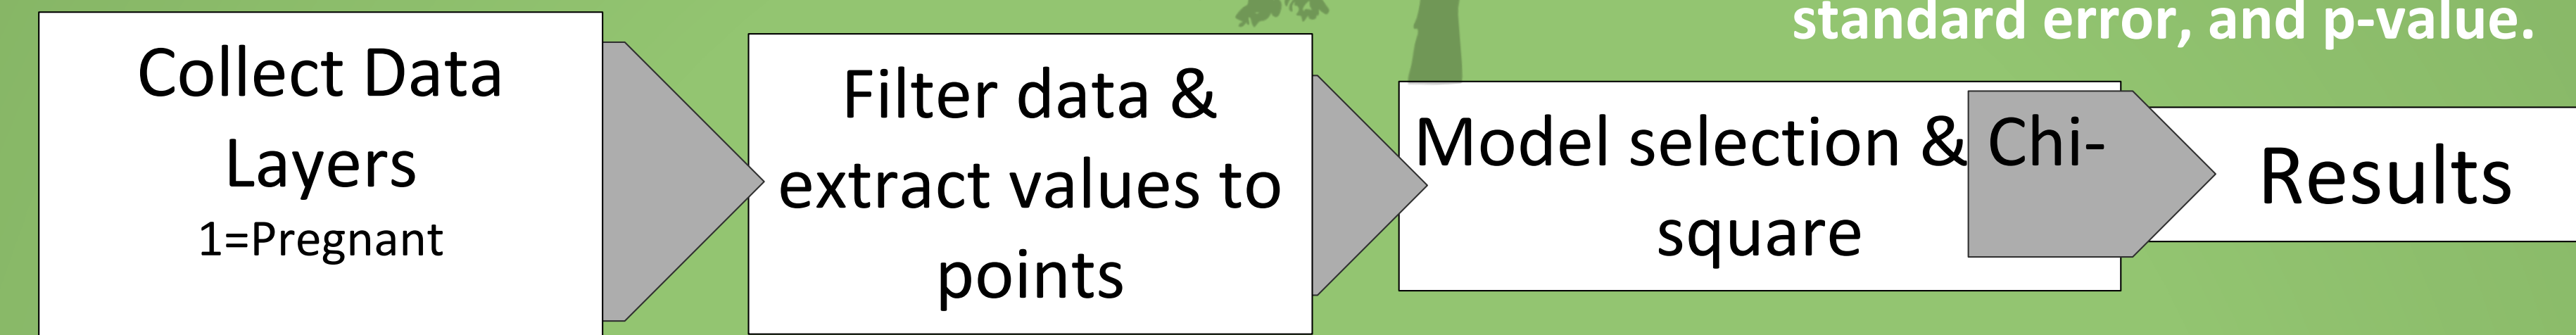 standard error, and p-value.
Collect Data
Layers
1=Pregnant
Filter data &
extract values to
points
Model selection & Chi-
square
Results